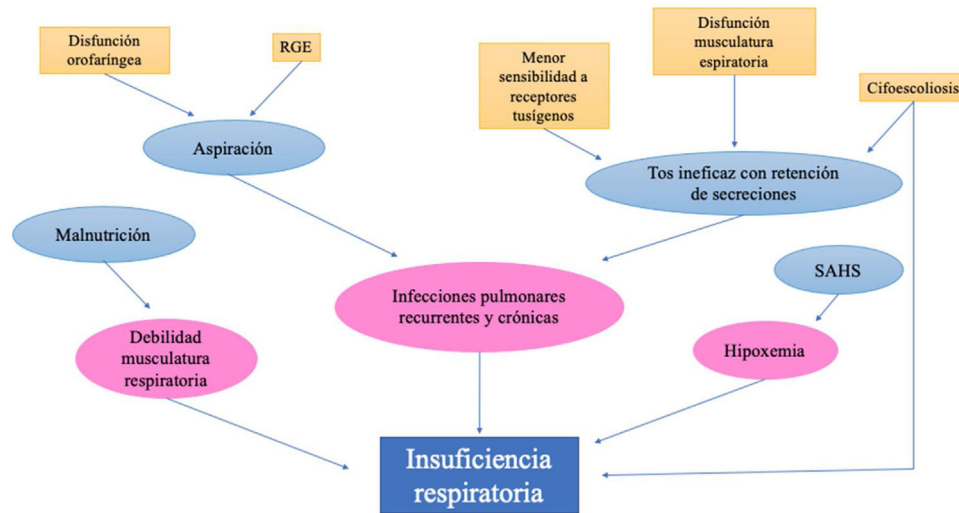 Disfunción
orofaríngea
RGE
Menor
sensibilidad a
receptores
tusígenos
Disfunción
musculatura
espiratoria
Cifoescoliosis
Aspiración
Tos ineficaz con retención
de secreciones
Malnutrición
SAHS
Infecciones pulmonares
recurrentes y crónicas
Debilidad
musculatura
respiratoria
Hipoxemia
Insuficiencia
respiratoria